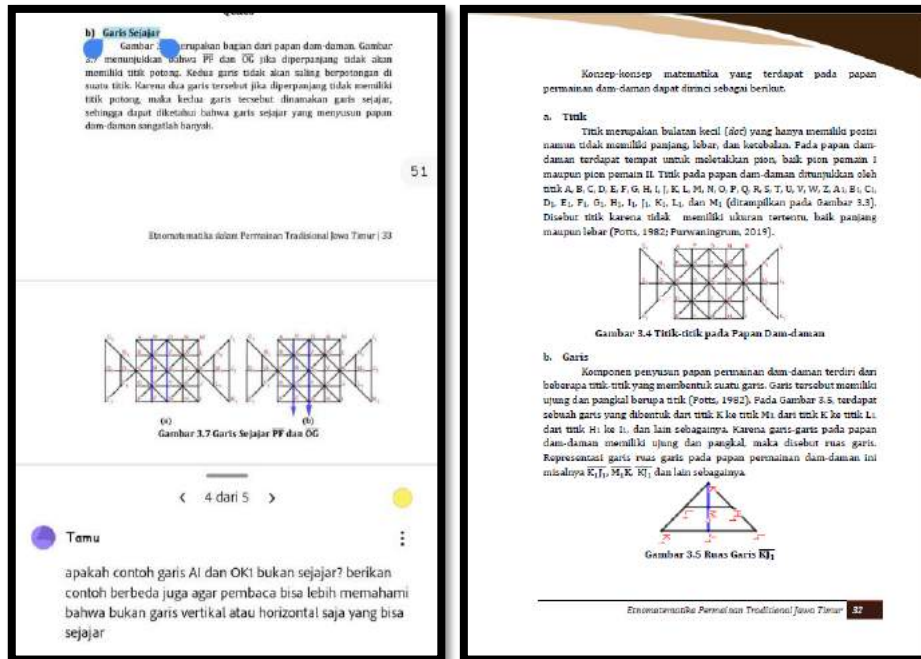 b) Garis Sejajar
Gambar merupakan bagian dari papan dam-daman. Gambar
3.7 menunjukkan bahwa PF dan OG jika diperpanjang tidak akan
memiliki titik potong. Kedua garis tidak akan saling berpotongan di
suatu titik. Karena dua garis tersebut jika diperpanjang tidak memiliki
titik potong, maka kedua garis tersebut dinamakan garis sejajar,
sehingga dapat diketahui bahwa garis sejajar yang menyusun papan
dam-daman sangatlah banyak.
51
Etnomatematika dalam Permainan Tradisional Jawa Timur | 33
(a) (b)
Gambar 3.7 Garis Sejajar PF dan OG
4 dari 5
Tamu
apakah contoh garis AI dan OK1 bukan sejajar? berikan
contoh berbeda juga agar pembaca bisa lebih memahami
bahwa bukan garis vertikal atau horizontal saja yang bisa
sejajar
Konsep-konsep matematika yang terdapat pada papan
permainan dam-daman dapat dirinci sebagai berikut.
a. Titik
Titik merupakan bulatan kecil (dot) yang hanya memiliki posisi
namun tidak memiliki panjang, lebar, dan ketebalan. Pada papan dam-
daman terdapat tempat untuk meletakkan pion, baik pion pemain I
maupun pion pemain II. Titik pada papan dam-daman ditunjukkan oleh
titik A, B, C, D, E, F, G, H, I, J, K, L, M, N, O, P, Q, R, S, T, U, V, W, Z, A1, B1, C1,
D1, E1, F1, G1, H1, I1, J1, K1, L1, dan M1 (ditampilkan pada Gambar 3.3).
Disebut titik karena tidak memiliki ukuran tertentu, baik panjang
maupun lebar (Potts, 1982; Purwaningrum, 2019).
Gambar 3.4 Titik-titik pada Papan Dam-daman
b. Garis
Komponen penyusun papan permainan dam-daman terdiri dari
beberapa titik-titik yang membentuk suatu garis. Garis tersebut memiliki
ujung dan pangkal berupa titik (Potts, 1982). Pada Gambar 3.5, terdapat
sebuah garis yang dibentuk dari titik K ke titik M1, dari titik K ke titik L1,
dari titik H1 ke I1, dan lain sebagainya. Karena garis-garis pada papan
dam-daman memiliki ujung dan pangkal, maka disebut ruas garis.
Representasi garis ruas garis pada papan permainan dam-daman ini
misalnya K1J1, M1K, KJ1 dan lain sebagainya.
Gambar 3.5 Ruas Garis KJ1
Etnomatematika Permainan Tradisional Jawa Timur 37